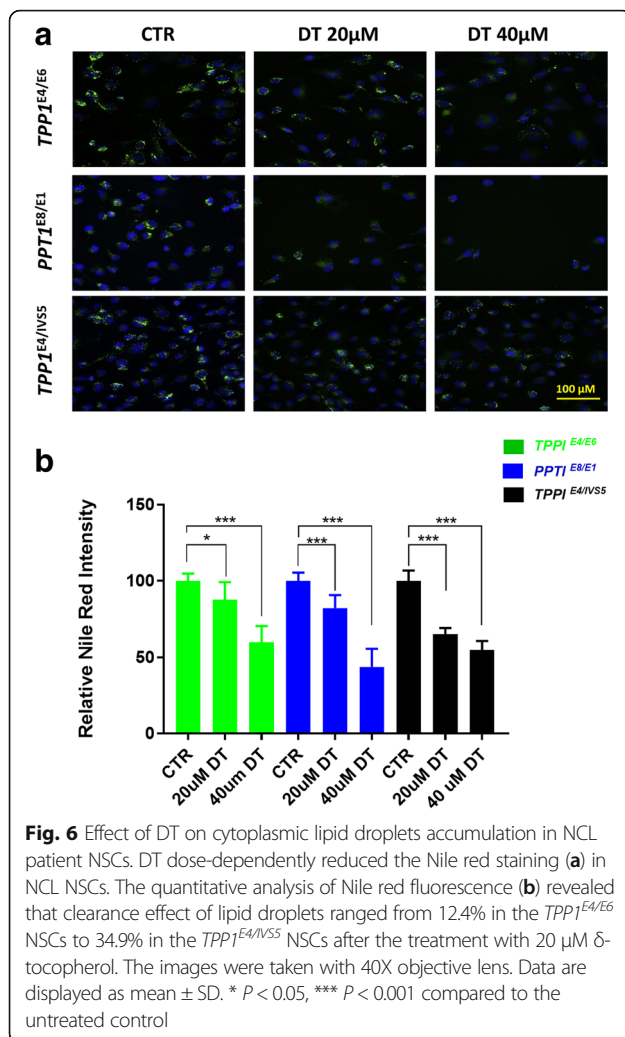 a
CTR DT 20μM DT 40μM
TPP1E4/E6
PPT1E8/E1
TPP1E4/IVS5
100 μM
b
TPPI E4/E6
PPTI E8/E1
TPPI E4/IVS5
Relative Nile Red Intensity
150
100
50
0
* *** *** *** *** ***
CTR 20uM DT 40um DT CTR 20uM DT 40uM DT CTR 20uM DT 40 uM DT
Fig. 6 Effect of DT on cytoplasmic lipid droplets accumulation in NCL
patient NSCs. DT dose-dependently reduced the Nile red staining (a) in
NCL NSCs. The quantitative analysis of Nile red fluorescence (b) revealed
that clearance effect of lipid droplets ranged from 12.4% in the TPP1E4/E6
NSCs to 34.9% in the TPP1E4/IVS5 NSCs after the treatment with 20 μM δ-
tocopherol. The images were taken with 40X objective lens. Data are
displayed as mean ± SD. * P < 0.05, *** P < 0.001 compared to the
untreated control